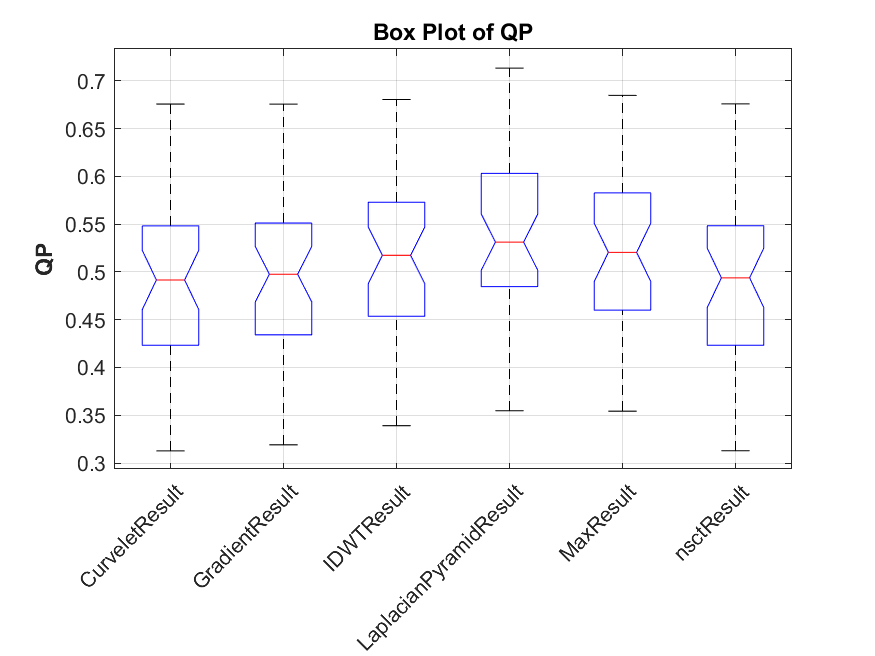 Box Plot of QP
QP
0.7
0.65
0.6
0.55
0.5
0.45
0.4
0.35
0.3
CurveletResult
GradientResult
IDWTResult
LaplacianPyramidResult
MaxResult
nsctResult